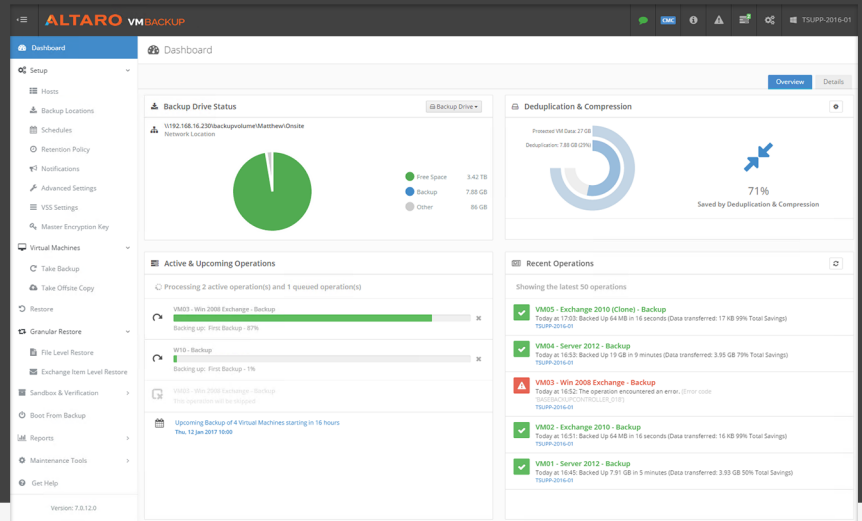 ALTARO VMBACKUP
CMC
TSUPP-2016-01
Dashboard
Setup
Hosts
Backup Locations
Schedules
Retention Policy
Notifications
Advanced Settings
VSS Settings
Master Encryption Key
Virtual Machines
Take Backup
Take Offsite Copy
Restore
Granular Restore
File Level Restore
Exchange Item Level Restore
Sandbox & Verification
Boot From Backup
Reports
Maintenance Tools
Get Help
Version: 7.0.12.0
Dashboard
Overview
Details
Backup Drive Status
Backup Drive
\\192.168.16.230\backupvolume\Matthew\Onsite
Network Location
Free Space 3.42 TB
Backup 7.88 GB
Other 86 GB
Deduplication & Compression
Protected VM Data: 27 GB
Deduplication: 7.88 GB (29%)
71%
Saved by Deduplication & Compression
Active & Upcoming Operations
Processing 2 active operation(s) and 1 queued operation(s)
VM03 - Win 2008 Exchange - Backup
Backing up: First Backup - 87%
W10 - Backup
Backing up: First Backup - 1%
This operation will be skipped
Upcoming Backup of 4 Virtual Machines starting in 16 hours
Thu, 12 Jan 2017 10:00
Recent Operations
Showing the latest 50 operations
VM05 - Exchange 2010 (Clone) - Backup
Today at 17:03: Backed Up 64 MB in 16 seconds (Data transferred: 17 KB 99% Total Savings)
TSUPP-2016-01
VM04 - Server 2012 - Backup
Today at 16:53: Backed Up 19 GB in 9 minutes (Data transferred: 3.95 GB 79% Total Savings)
TSUPP-2016-01
VM03 - Win 2008 Exchange - Backup
Today at 16:52: The operation encountered an error. (Error code:
'BASEBACKUPCONTROLLER_018')
TSUPP-2016-01
VM02 - Exchange 2010 - Backup
Today at 16:51: Backed Up 64 MB in 16 seconds (Data transferred: 16 KB 99% Total Savings)
TSUPP-2016-01
VM01 - Server 2012 - Backup
Today at 16:45: Backed Up 7.91 GB in 5 minutes (Data transferred: 3.93 GB 50% Total Savings)
TSUPP-2016-01